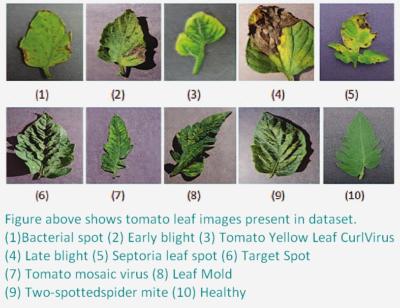 (1) (2) (3) (4) (5)
(6) (7) (8) (9) (10)
Figure above shows tomato leaf images present in dataset.
(1)Bacterial spot (2) Early blight (3) Tomato Yellow Leaf CurlVirus
(4) Late blight (5) Septoria leaf spot (6) Target Spot
(7) Tomato mosaic virus (8) Leaf Mold
(9) Two-spottedspider mite (10) Healthy